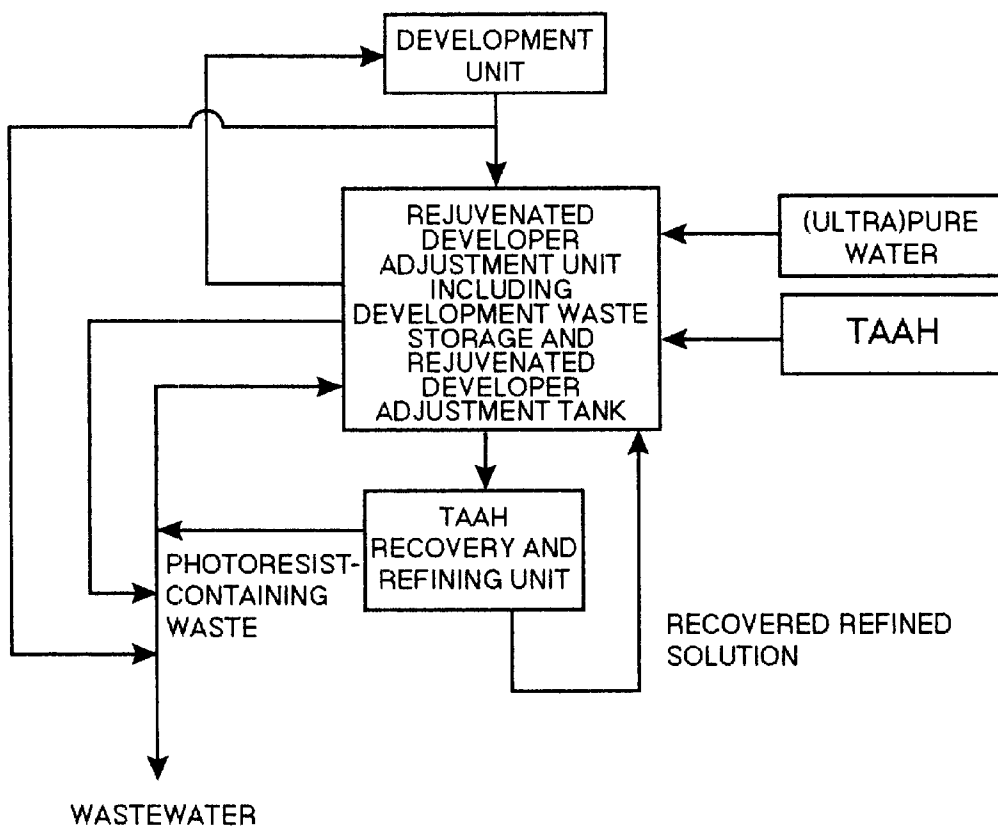 DEVELOPMENT
UNIT
REJUVENATED
DEVELOPER
ADJUSTMENT UNIT
INCLUDING
DEVELOPMENT WASTE
STORAGE AND
REJUVENATED
DEVELOPER
ADJUSTMENT TANK
(ULTRA)PURE
WATER
TAAH
TAAH
RECOVERY AND
REFINING UNIT
PHOTORESIST-
CONTAINING
WASTE
RECOVERED REFINED
SOLUTION
WASTEWATER